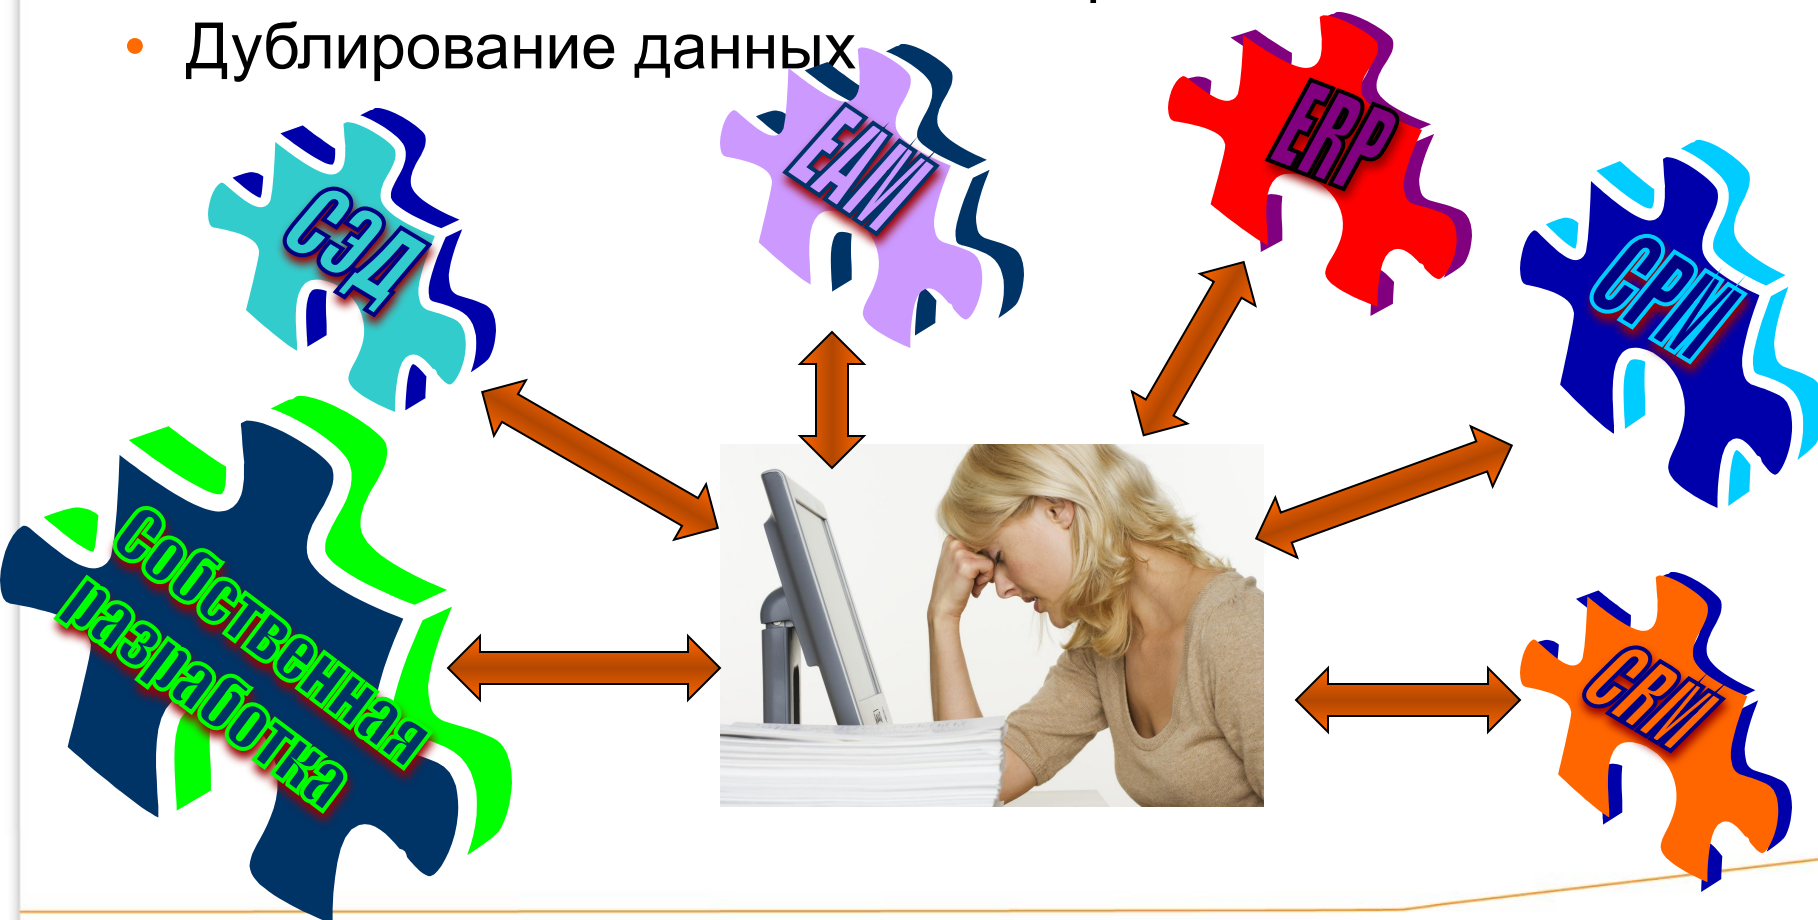 Дублирование данных
СЭД
EAM
ERP
CPM
Собственная
разработка
CRM